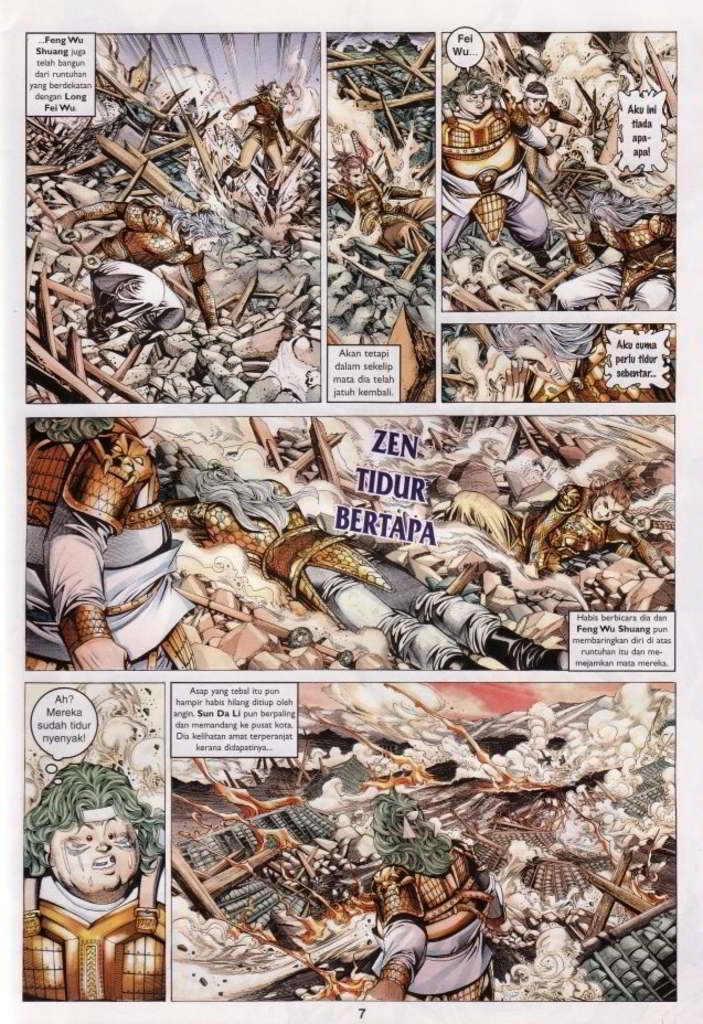 ...Feng Wu
Shuang juga
telah bangun
dari runtuhan
yang berdekatan
dengan Long
Fei Wu.
Akan tetapi
dalam sekelip
mata dia telah
jatuh kembali.
Fei
Wu...
Aku ini
tiada
apa-
apa!
Aku cuma
perlu tidur
sebentar...
ZEN
TIDUR
BERTAPA
Habis berbicara dia dan
Feng Wu Shuang pun
membaringkan diri di atas
runtuhan itu dan me-
mejamkan mata mereka.
Ah?
Mereka
sudah tidur
nyenyak!
Asap yang tebal itu pun
hampir habis hilang ditiup oleh
angin. Sun Da Li pun berpaling
dan memandang ke pusat kota.
Dia kelihatan amat terperanjat
kerana didapatinya...
7